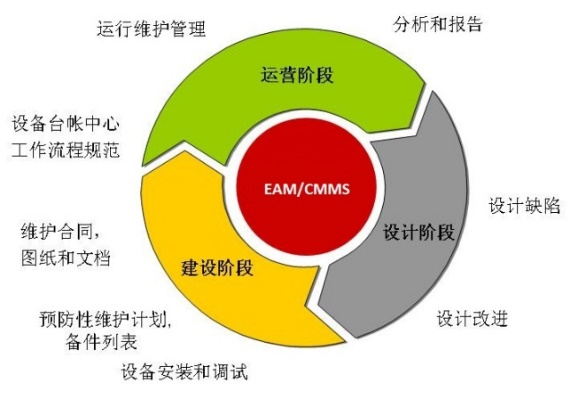 运行维护管理
分析和报告
运营阶段
设备台帐中心
工作流程规范
EAM/CMMS
设计缺陷
维护合同，
图纸和文档
设计阶段
建设阶段
预防性维护计划,
备件列表
设计改进
设备安装和调试